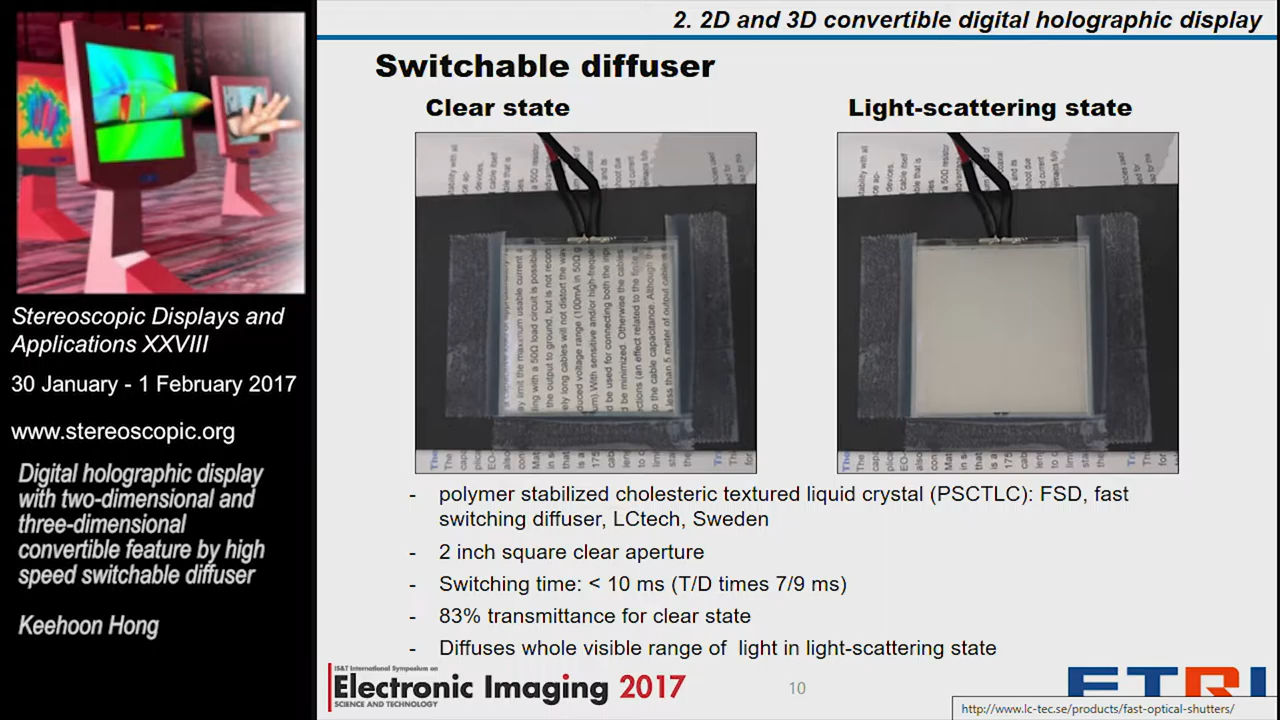 2. 2D and 3D convertible digital holographic display
Switchable diffuser
Clear state
Light-scattering state
- polymer stabilized cholesteric textured liquid crystal (PSCTLC): FSD, fast
switching diffuser, LCtech, Sweden
- 2 inch square clear aperture
- Switching time: < 10 ms (T/D times 7/9 ms)
- 83% transmittance for clear state
- Diffuses whole visible range of light in light-scattering state
Stereoscopic Displays and
Applications XXVIII
30 January - 1 February 2017
www.stereoscopic.org
Digital holographic display
with two-dimensional and
three-dimensional
convertible feature by high
speed switchable diffuser
Keehoon Hong
IS&T International Symposium on
Electronic Imaging 2017
SCIENCE AND TECHNOLOGY
10
ETRI
http://www.lc-tec.se/products/fast-optical-shutters/